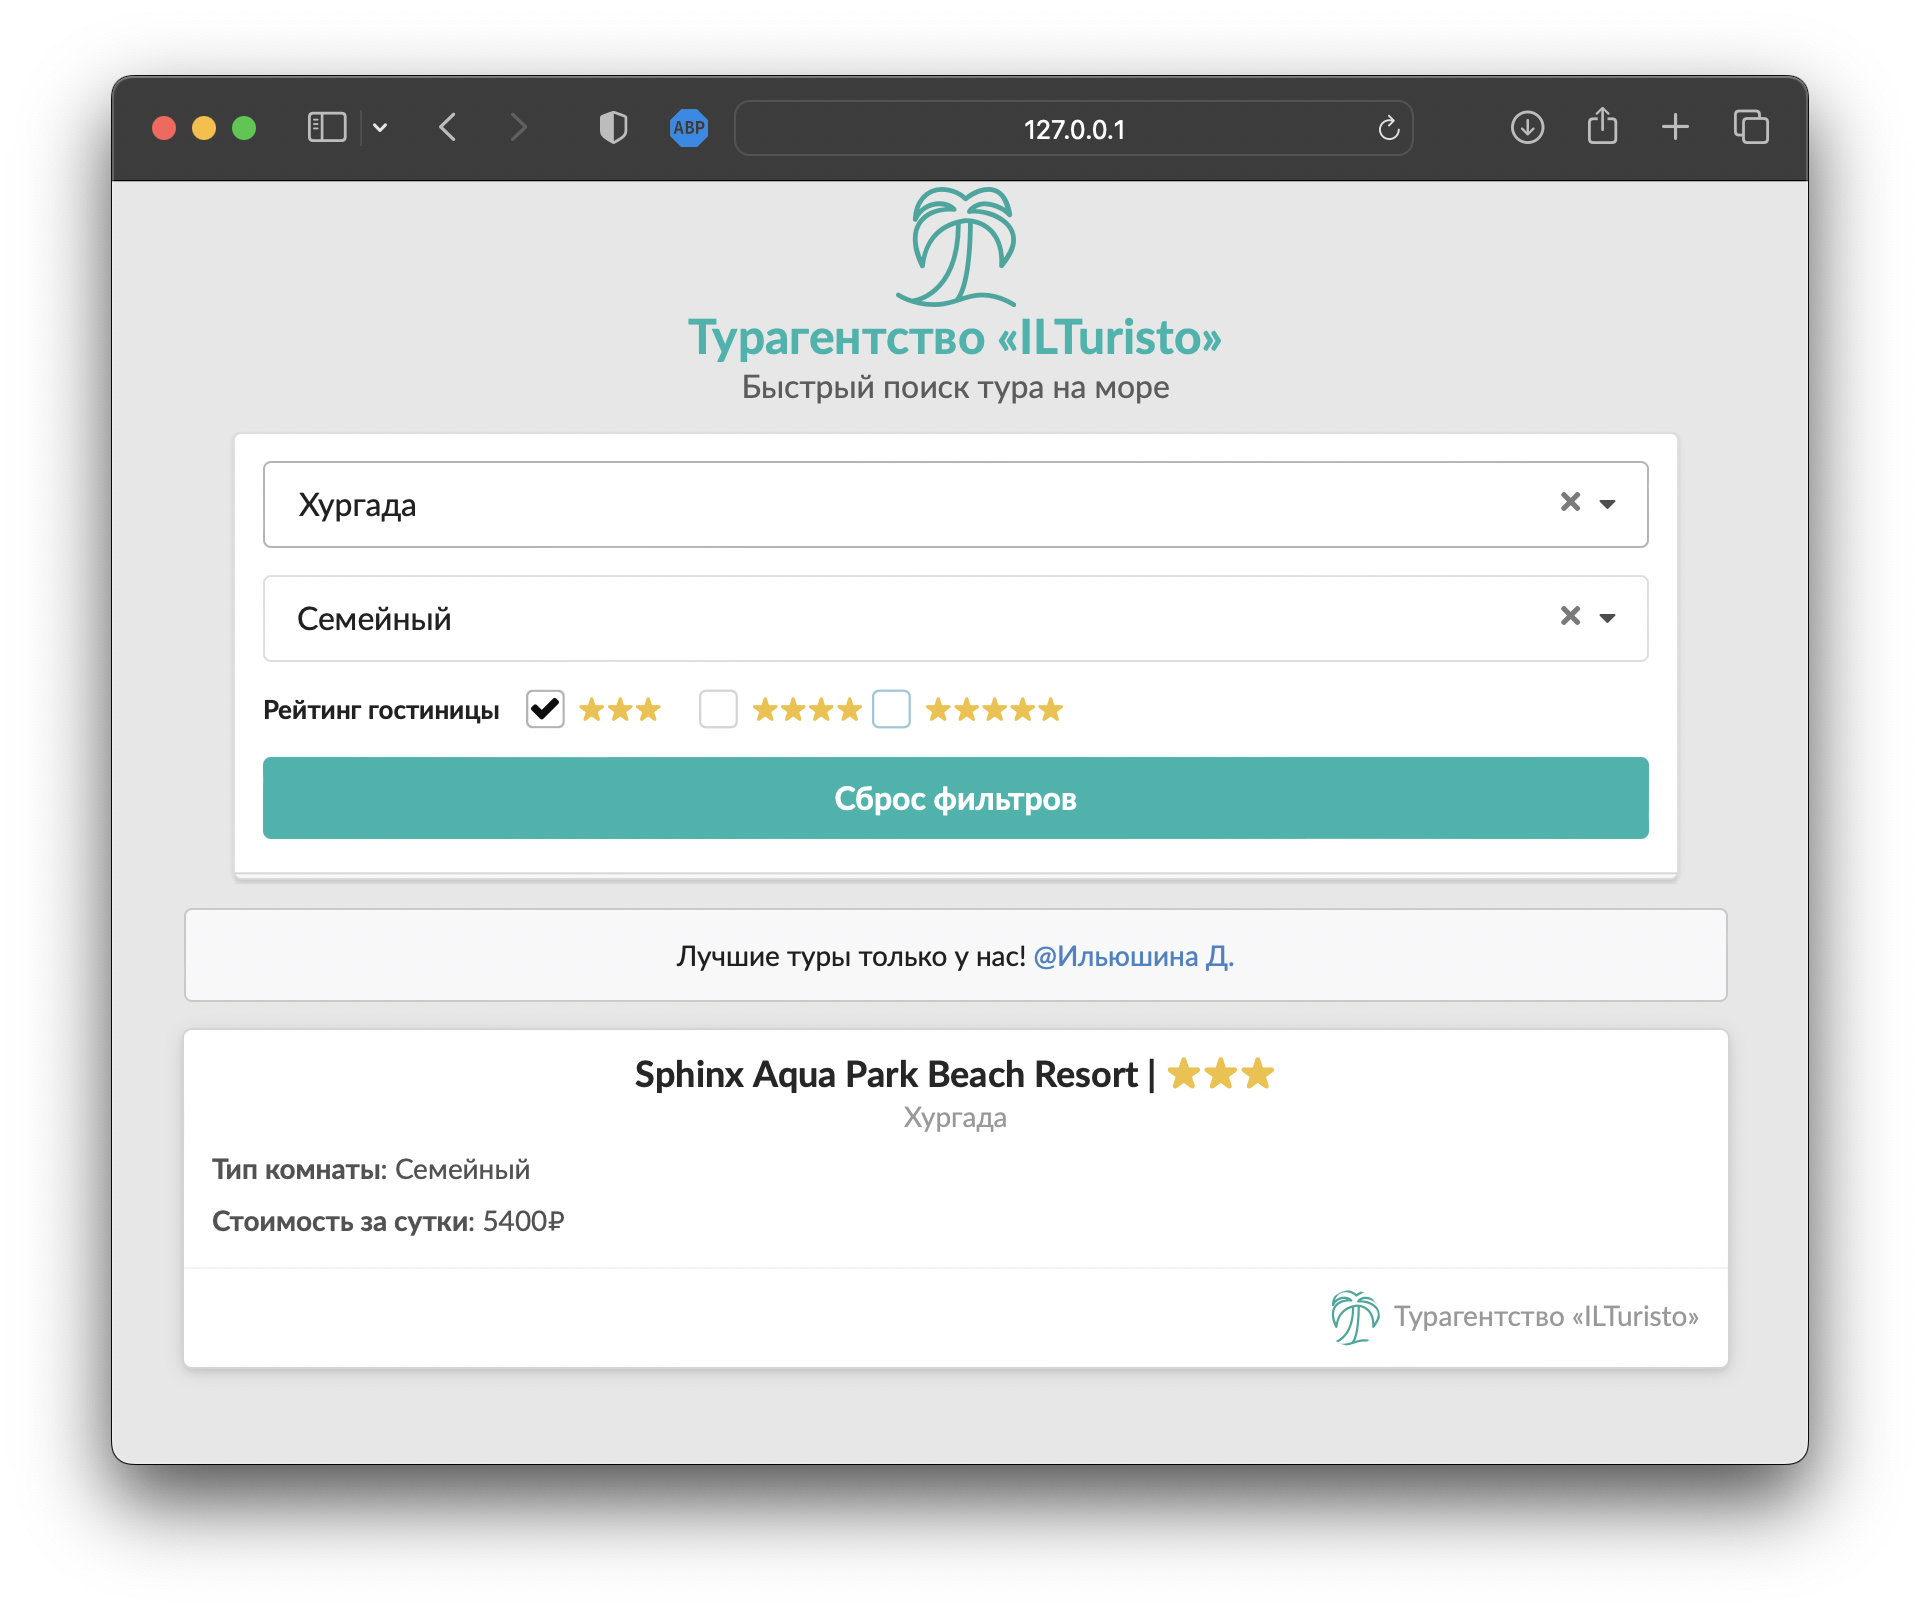 ABP
127.0.0.1
Турагентство «ILTuristo»
Быстрый поиск тура на море
Хургада
Семейный
Рейтинг гостиницы
Сброс фильтров
Лучшие туры только у нас! @Ильюшина Д.
Sphinx Aqua Park Beach Resort |
Хургада
Тип комнаты: Семейный
Стоимость за сутки: 5400₽
Турагентство «ILTuristo»